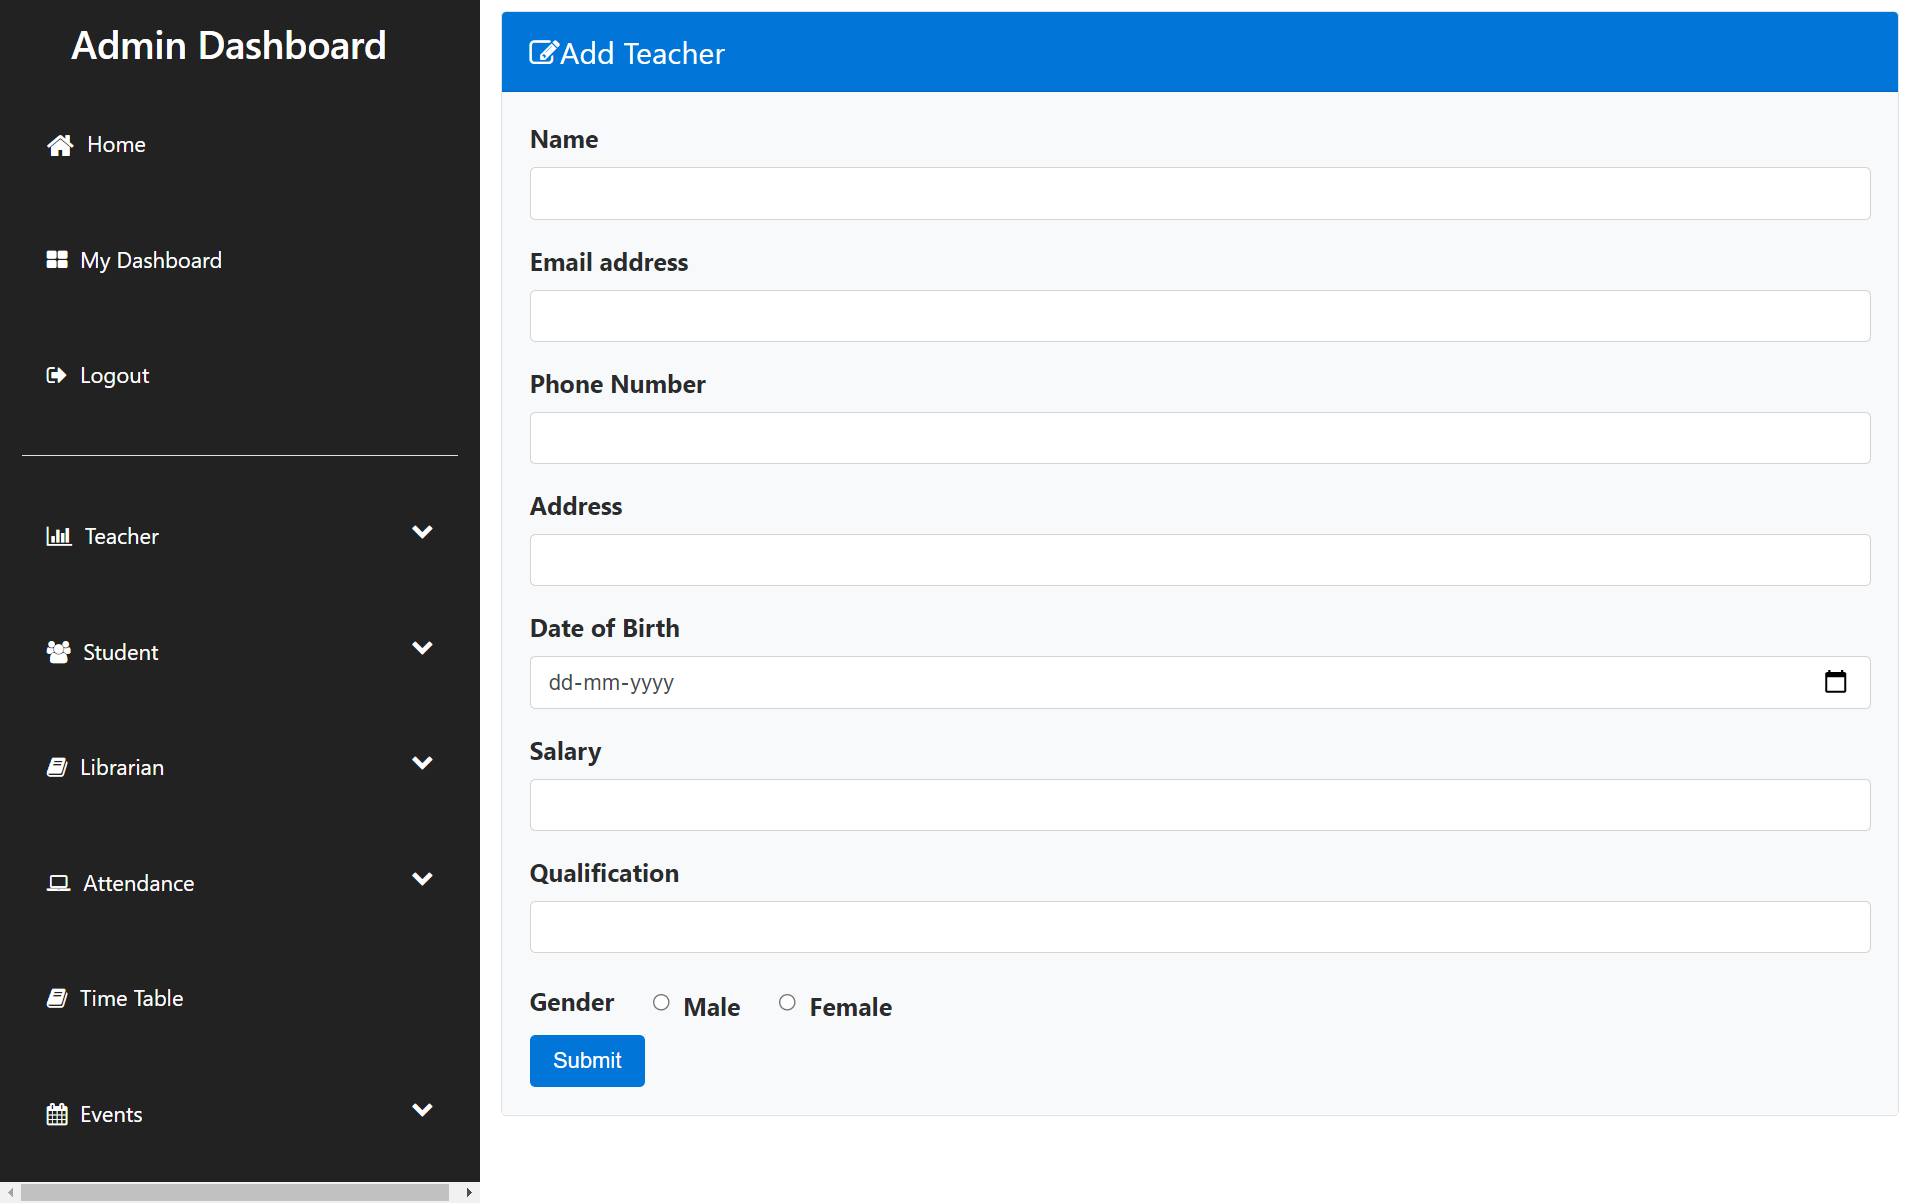 Admin Dashboard
Home
My Dashboard
Logout
Teacher
Student
Librarian
Attendance
Time Table
Events
Add Teacher
Name
Email address
Phone Number
Address
Date of Birth
dd-mm-yyyy
Salary
Qualification
Gender Male Female
Submit